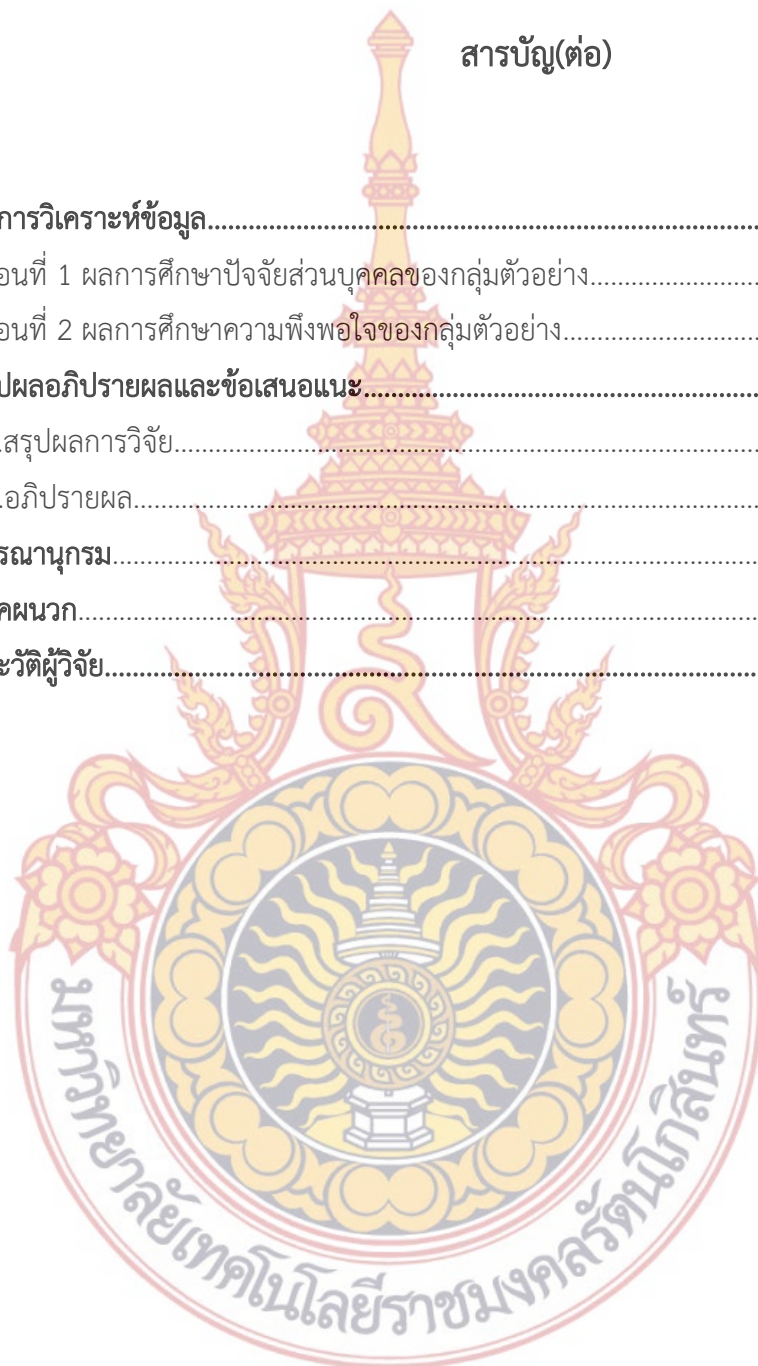 สารบัญ(ต่อ)
การวิเคราะห์ข้อมูล................................................................................
อนที่ 1 ผลการศึกษาปัจจัยส่วนบุคคลของกลุ่มตัวอย่าง.........................
อนที่ 2 ผลการศึกษาความพึงพอใจของกลุ่มตัวอย่าง.............................
ปผลอภิปรายผลและข้อเสนอแนะ..........................................................
.สรุปผลการวิจัย......................................................................................
.อภิปรายผล............................................................................................
รณานุกรม...............................................................................................
คผนวก....................................................................................................
ะวัติผู้วิจัย................................................................................................
มหาวิทยาลัยเทคโนโลยีราชมงคลรัตนโกสินทร์